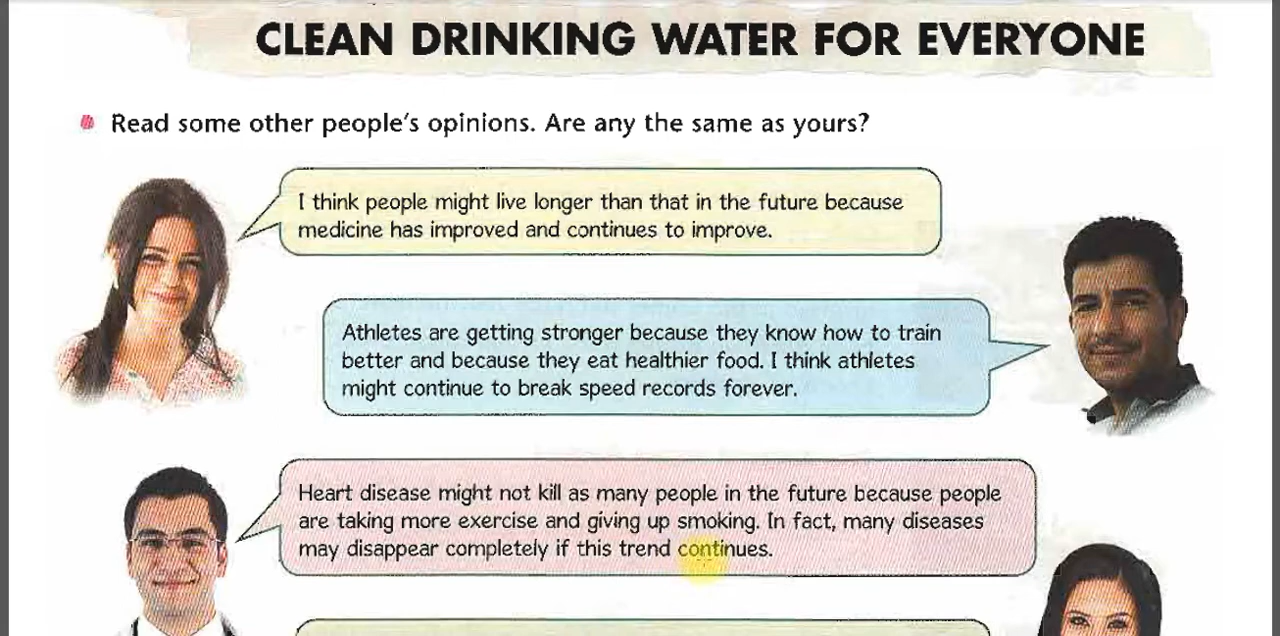 CLEAN DRINKING WATER FOR EVERYONE
Read some other people's opinions. Are any the same as yours?
I think people might live longer than that in the future because
medicine has improved and continues to improve.
Athletes are getting stronger because they know how to train
better and because they eat healthier food. I think athletes
might continue to break speed records forever.
Heart disease might not kill as many people in the future because people
are taking more exercise and giving up smoking. In fact, many diseases
may disappear completely if this trend continues.